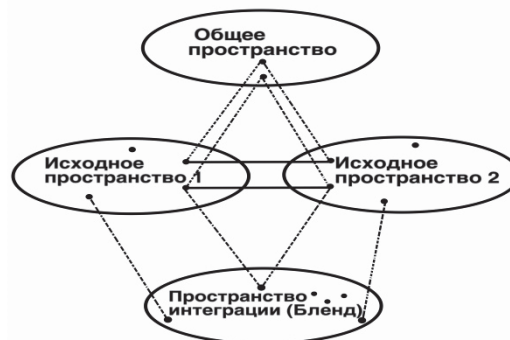 Общее
пространство
Исходное
пространство 1
Исходное
пространство 2
Пространство
интеграции (Бленд)